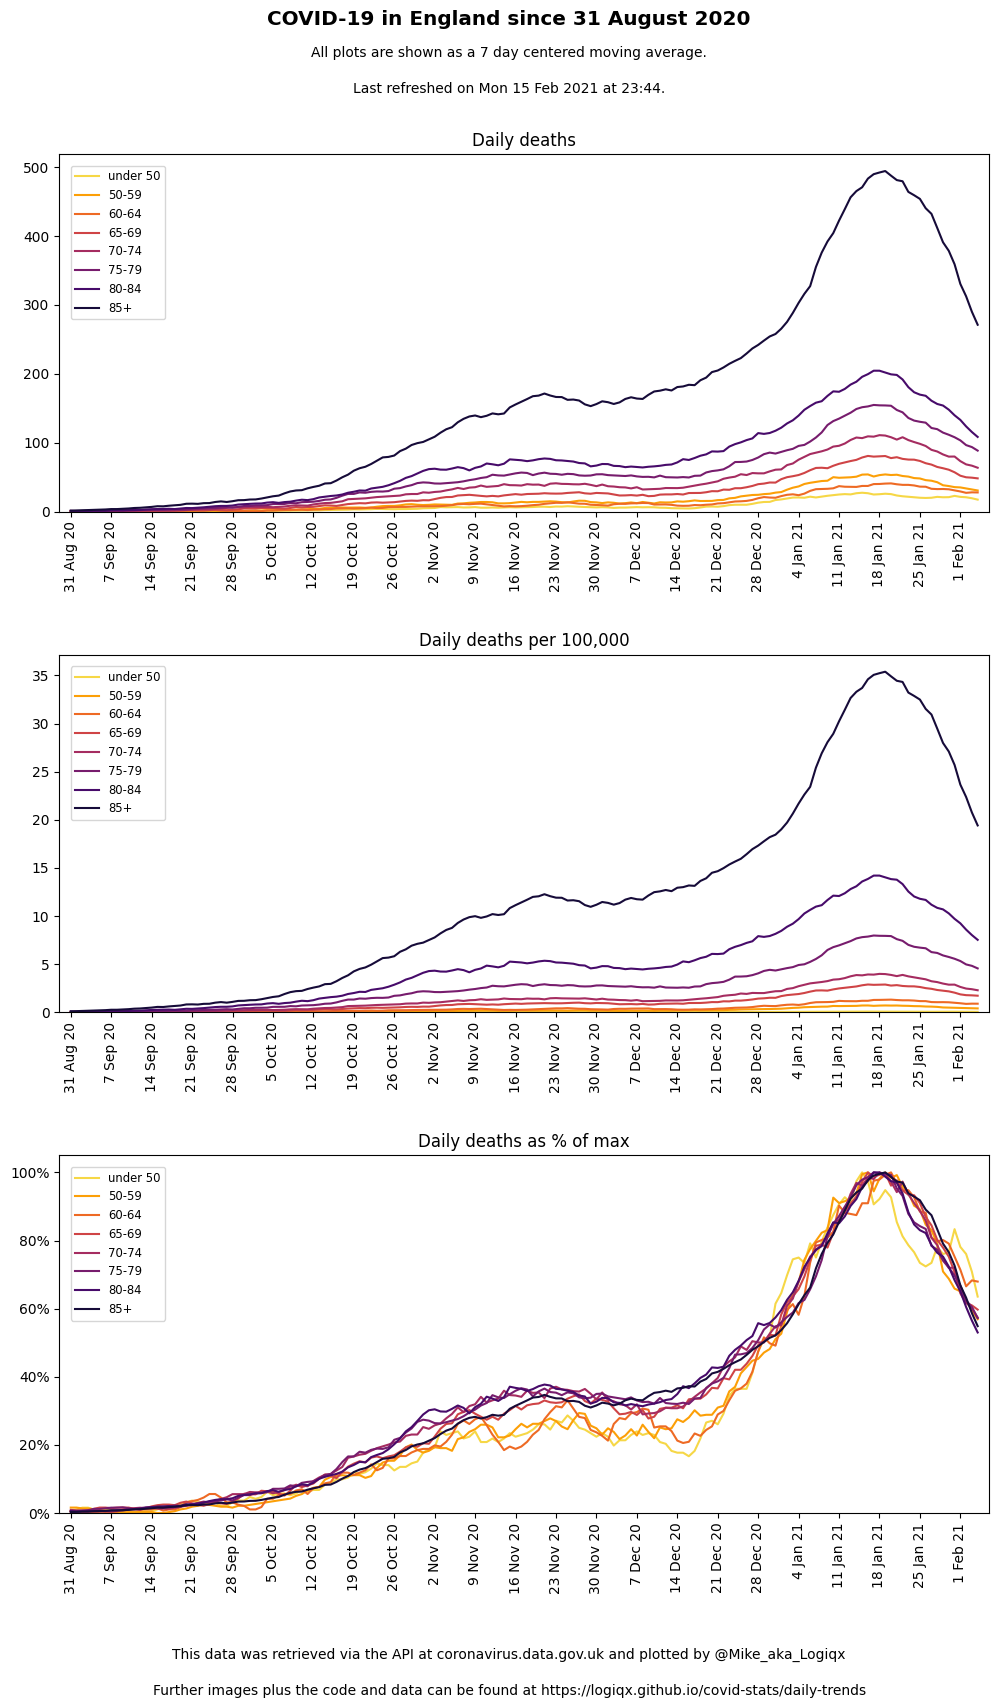 COVID-19 in England since 31 August 2020
All plots are shown as a 7 day centered moving average.
Last refreshed on Mon 15 Feb 2021 at 23:44.
Daily deaths
500
400
300
200
100
0
under 50
50-59
60-64
65-69
70-74
75-79
80-84
85+
31 Aug 20
7 Sep 20
14 Sep 20
21 Sep 20
28 Sep 20
5 Oct 20
12 Oct 20
19 Oct 20
26 Oct 20
2 Nov 20
9 Nov 20
16 Nov 20
23 Nov 20
30 Nov 20
7 Dec 20
14 Dec 20
21 Dec 20
28 Dec 20
4 Jan 21
11 Jan 21
18 Jan 21
25 Jan 21
1 Feb 21
Daily deaths per 100,000
35
30
25
20
15
10
5
0
under 50
50-59
60-64
65-69
70-74
75-79
80-84
85+
31 Aug 20
7 Sep 20
14 Sep 20
21 Sep 20
28 Sep 20
5 Oct 20
12 Oct 20
19 Oct 20
26 Oct 20
2 Nov 20
9 Nov 20
16 Nov 20
23 Nov 20
30 Nov 20
7 Dec 20
14 Dec 20
21 Dec 20
28 Dec 20
4 Jan 21
11 Jan 21
18 Jan 21
25 Jan 21
1 Feb 21
Daily deaths as % of max
100%
80%
60%
40%
20%
0%
under 50
50-59
60-64
65-69
70-74
75-79
80-84
85+
31 Aug 20
7 Sep 20
14 Sep 20
21 Sep 20
28 Sep 20
5 Oct 20
12 Oct 20
19 Oct 20
26 Oct 20
2 Nov 20
9 Nov 20
16 Nov 20
23 Nov 20
30 Nov 20
7 Dec 20
14 Dec 20
21 Dec 20
28 Dec 20
4 Jan 21
11 Jan 21
18 Jan 21
25 Jan 21
1 Feb 21
This data was retrieved via the API at coronavirus.data.gov.uk and plotted by @Mike_aka_Logiqx
Further images plus the code and data can be found at https://logiqx.github.io/covid-stats/daily-trends